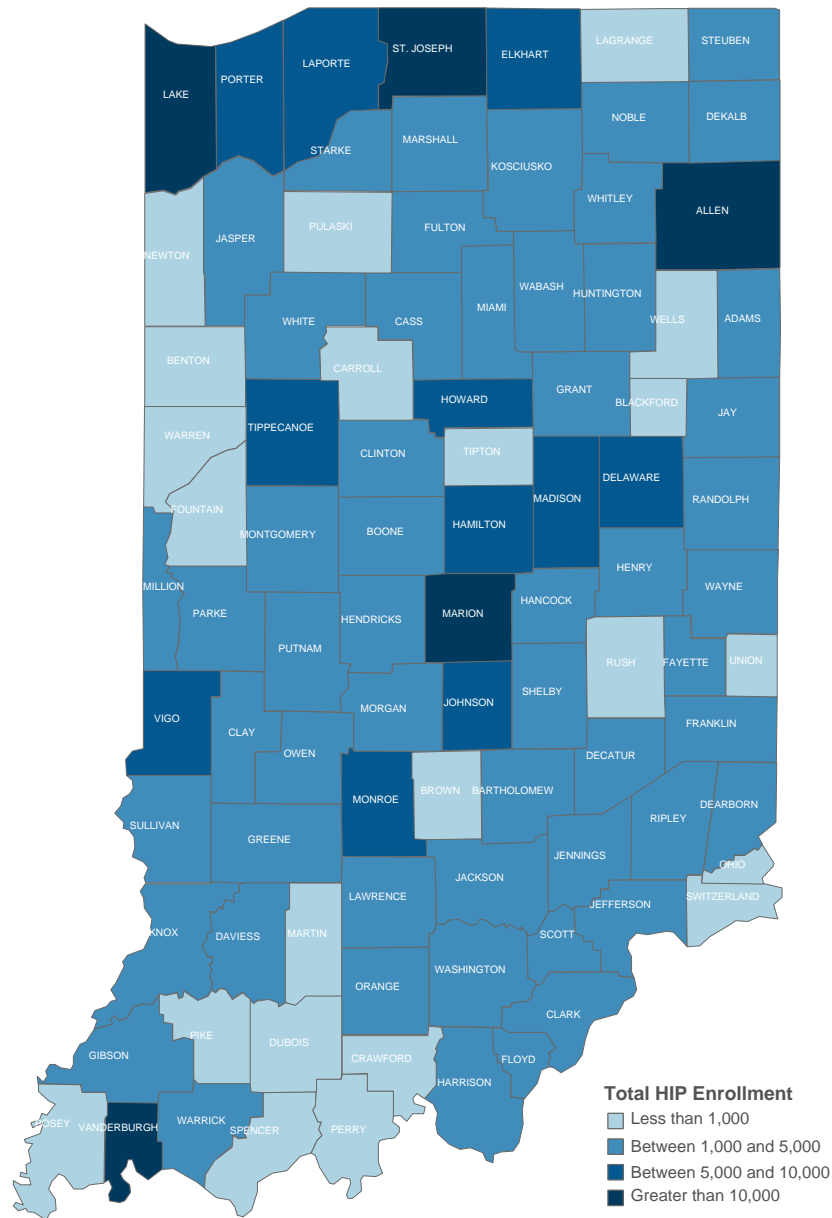 ST. JOSEPH
LAGRANGE
STEUBEN
ELKHART
LAPORTE
PORTER
LAKE
NOBLE
DEKALB
MARSHALL
STARKE
KOSCIUSKO
WHITLEY
ALLEN
PULASKI
FULTON
JASPER
NEWTON
WABASH
HUNTINGTON
MIAMI
WELLS
ADAMS
WHITE
CASS
BENTON
CARROLL
GRANT
HOWARD
BLACKFORD
JAY
TIPPECANOE
WARREN
TIPTON
CLINTON
DELAWARE
MADISON
RANDOLPH
FOUNTAIN
HAMILTON
MONTGOMERY
BOONE
HENRY
MILLION
WAYNE
HANCOCK
PARKE
MARION
HENDRICKS
PUTNAM
RUSH
FAYETTE
UNION
SHELBY
JOHNSON
MORGAN
VIGO
FRANKLIN
CLAY
OWEN
DECATUR
BROWN
BARTHOLOMEW
MONROE
DEARBORN
RIPLEY
SULLIVAN
GREENE
JENNINGS
OHIO
JACKSON
LAWRENCE
SWITZERLAND
JEFFERSON
KNOX
MARTIN
DAVIESS
SCOTT
WASHINGTON
ORANGE
CLARK
PIKE
DUBOIS
GIBSON
CRAWFORD
FLOYD
HARRISON
WARRICK
POSEY
VANDERBURGH
SPENCER
PERRY
Total HIP Enrollment
Less than 1,000
Between 1,000 and 5,000
Between 5,000 and 10,000
Greater than 10,000